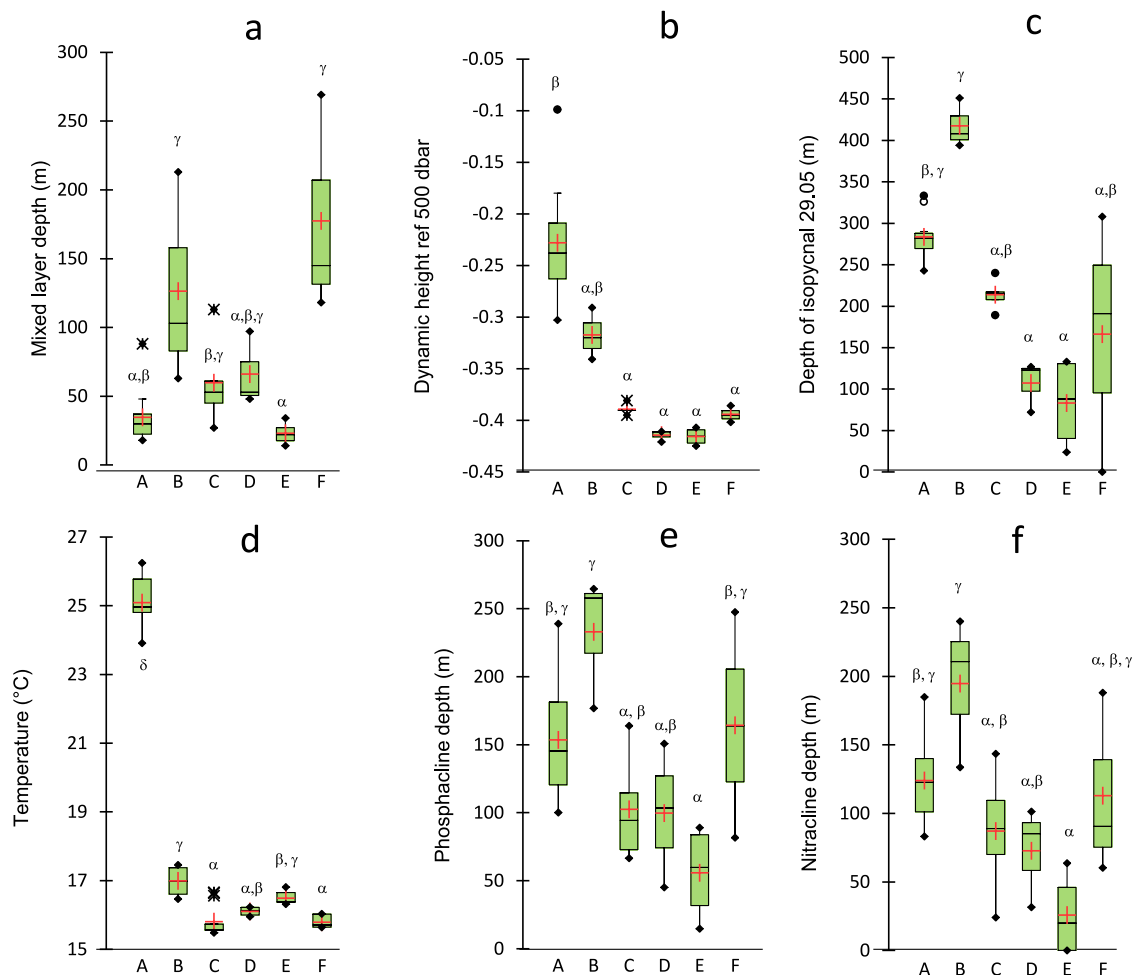 a
Mixed layer depth (m)
300
250
200
150
100
50
0
α,β
γ
β,γ
α,β,γ
α
γ
A B C D E F
b
Dynamic height ref 500 dbar
-0.05
-0.1
-0.15
-0.2
-0.25
-0.3
-0.35
-0.4
-0.45
β
α,β
α
α
α
α
A B C D E F
c
Depth of isopycnal 29.05 (m)
500
450
400
350
300
250
200
150
100
50
0
β, γ
γ
α,β
α
α
α,β
A B C D E F
d
Temperature (°C)
27
25
23
21
19
17
15
δ
γ
α
α,β
β, γ
α
A B C D E F
e
Phosphacline depth (m)
300
250
200
150
100
50
0
β, γ
γ
α, β
α,β
α
β, γ
A B C D E F
f
Nitracline depth (m)
300
250
200
150
100
50
0
β, γ
γ
α, β
α,β
α
α, β, γ
A B C D E F